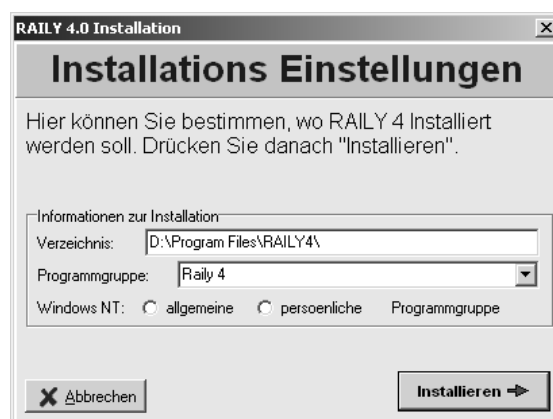 RAILY 4.0 Installation
Installations Einstellungen
Hier können Sie bestimmen, wo RAILY 4 Installiert
werden soll. Drücken Sie danach "Installieren".
Informationen zur Installation
Verzeichnis: D:\Program Files\RAILY4\
Programmgruppe: Raily 4
Windows NT: allgemeine persoenliche Programmgruppe
Abbrechen Installieren